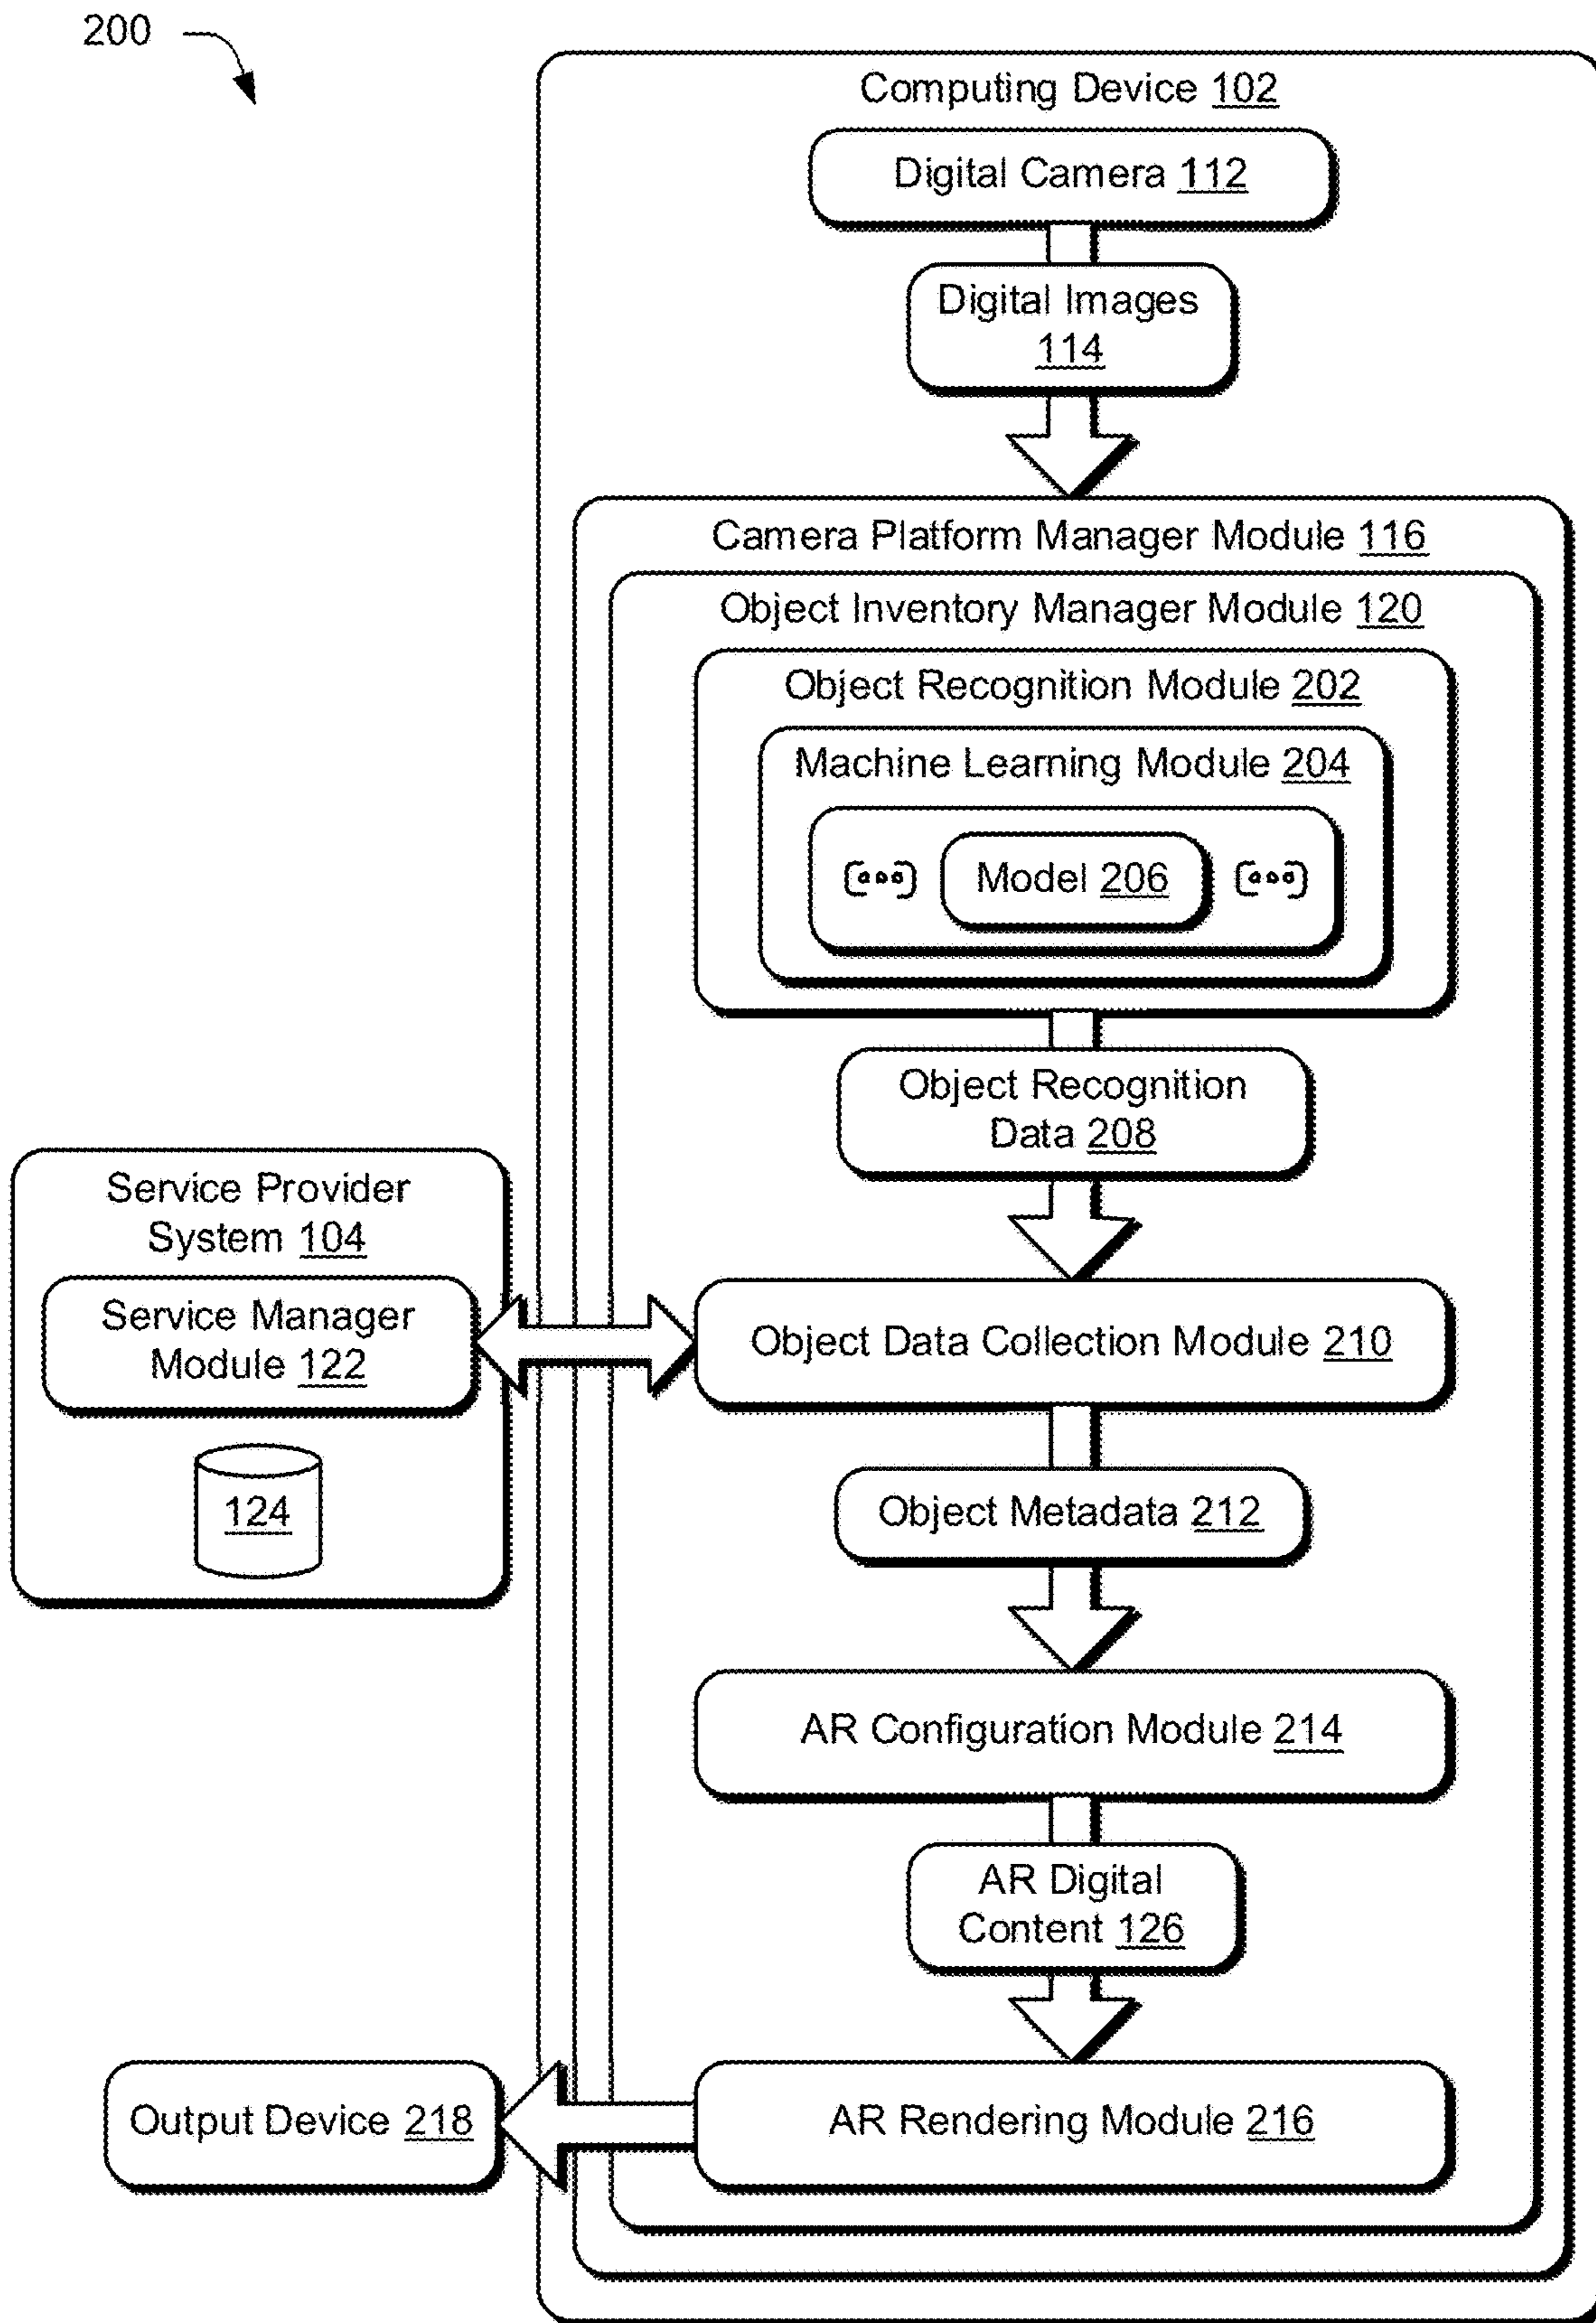 200
Computing Device 102
Digital Camera 112
Digital Images
114
Camera Platform Manager Module 116
Object Inventory Manager Module 120
Object Recognition Module 202
Machine Learning Module 204
Model 206
Object Recognition
Data 208
Service Provider
System 104
Service Manager
Module 122
124
Object Data Collection Module 210
Object Metadata 212
AR Configuration Module 214
AR Digital
Content 126
Output Device 218
AR Rendering Module 216